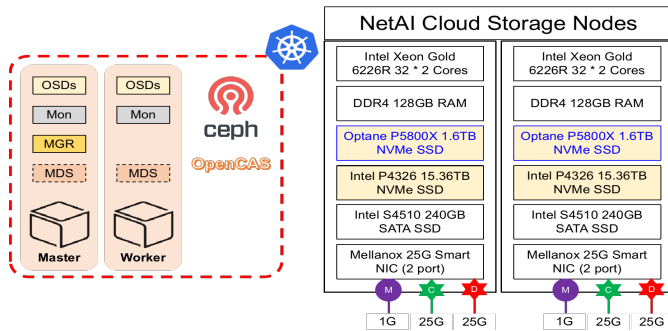 OSDs
Mon
MGR
MDS
Master
OSDs
Mon
MDS
Worker
ceph
OpenCAS
NetAI Cloud Storage Nodes
Intel Xeon Gold
6226R 32 * 2 Cores
DDR4 128GB RAM
Optane P5800X 1.6TB
NVMe SSD
Intel P4326 15.36TB
NVMe SSD
Intel S4510 240GB
SATA SSD
Mellanox 25G Smart
NIC (2 port)
M
C
D
1G
25G
25G
Intel Xeon Gold
6226R 32 * 2 Cores
DDR4 128GB RAM
Optane P5800X 1.6TB
NVMe SSD
Intel P4326 15.36TB
NVMe SSD
Intel S4510 240GB
SATA SSD
Mellanox 25G Smart
NIC (2 port)
M
C
D
1G
25G
25G